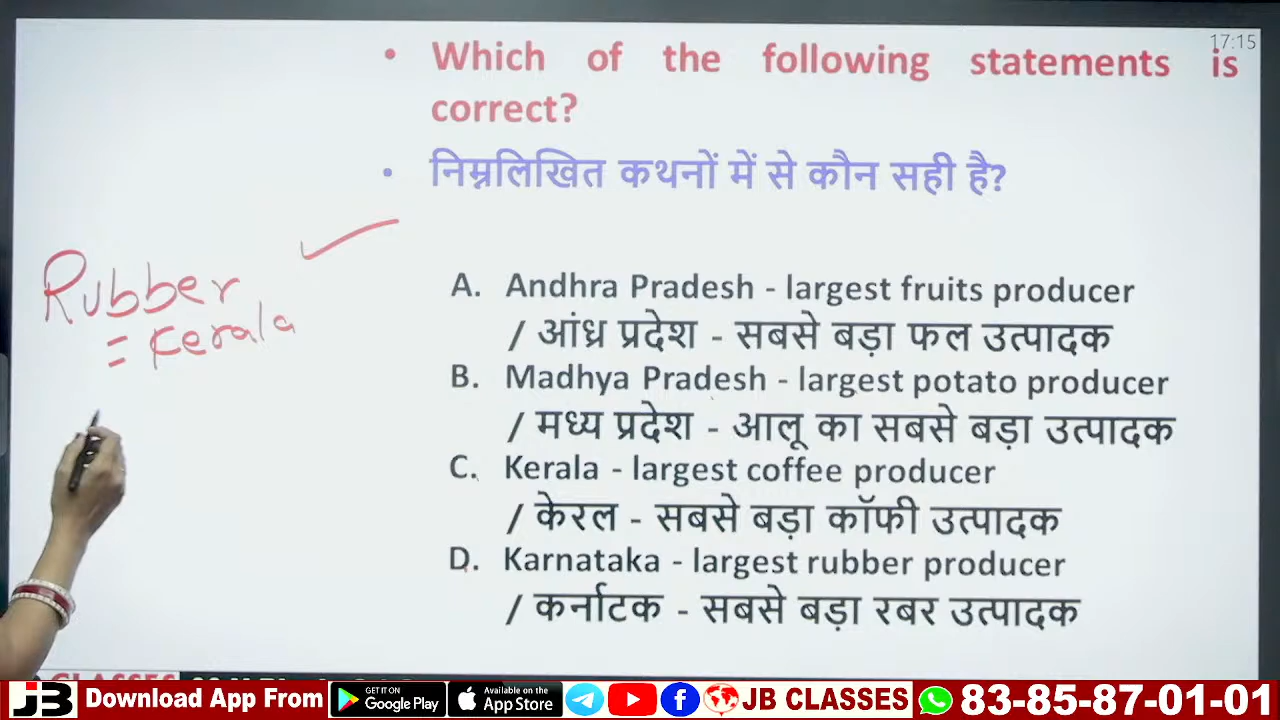 17:15
• Which of the following statements is
correct?
• निम्नलिखित कथनों में से कौन सही है?
Rubber
= Kerala
A. Andhra Pradesh - largest fruits producer
/ आंध्र प्रदेश - सबसे बड़ा फल उत्पादक
B. Madhya Pradesh - largest potato producer
/ मध्य प्रदेश - आलू का सबसे बड़ा उत्पादक
C. Kerala - largest coffee producer
/ केरल - सबसे बड़ा कॉफी उत्पादक
D. Karnataka - largest rubber producer
/ कर्नाटक - सबसे बड़ा रबर उत्पादक
CLASSES
JB Download App From GET IT ON Google Play Available on the App Store JB CLASSES 83-85-87-01-01